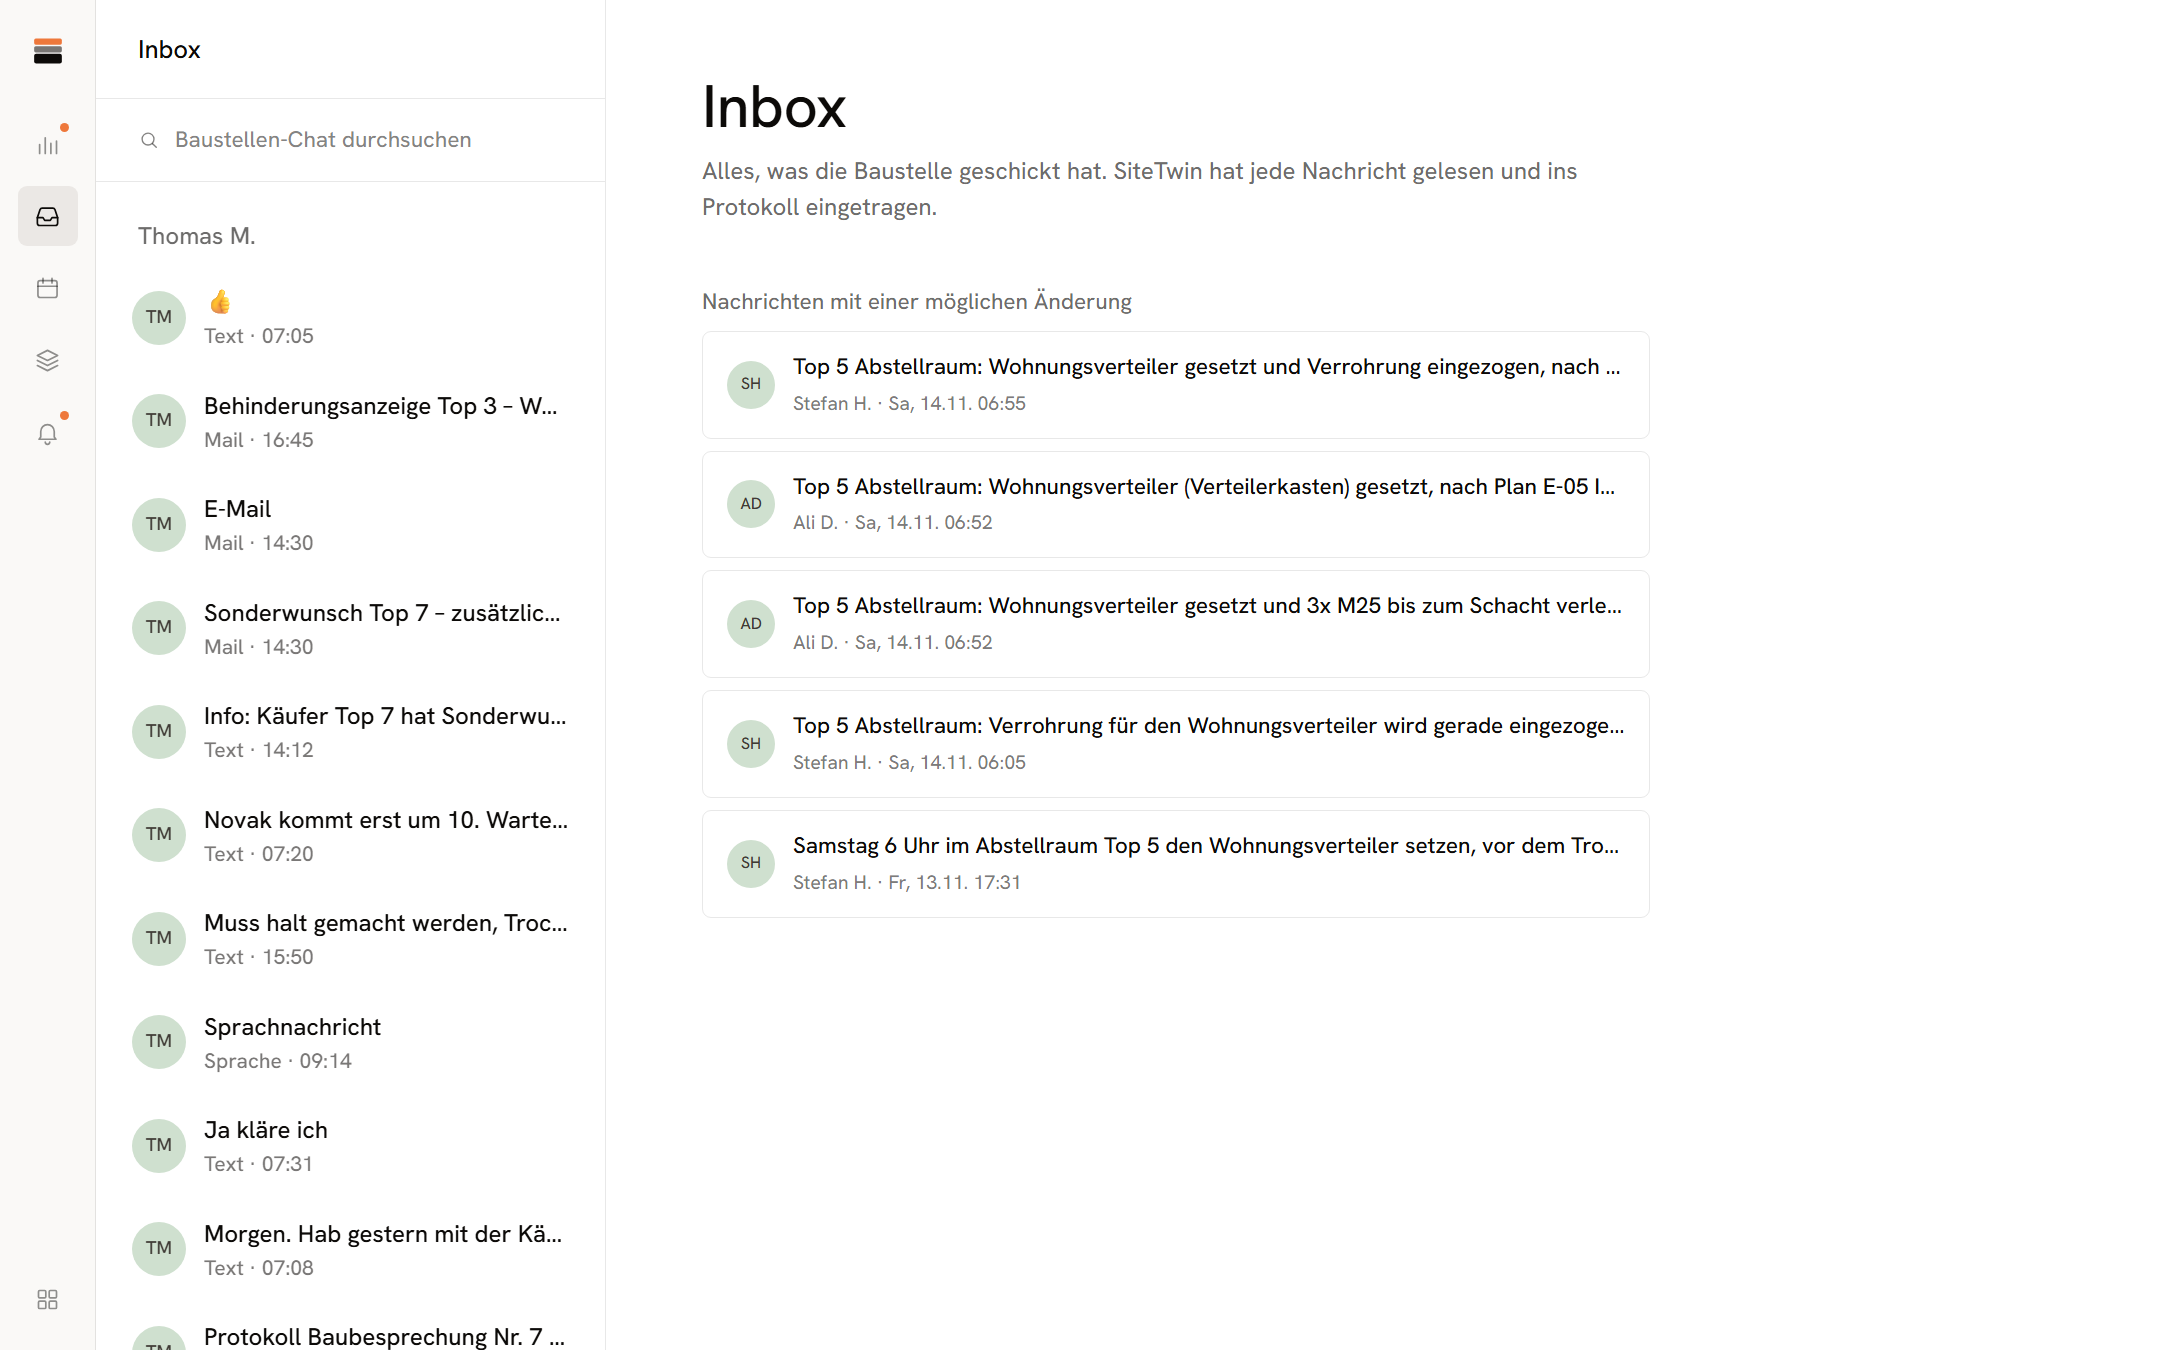 Inbox
Baustellen-Chat durchsuchen
Thomas M.
TM
👍
Text · 07:05
TM
Behinderungsanzeige Top 3 – W...
Mail · 16:45
TM
E-Mail
Mail · 14:30
TM
Sonderwunsch Top 7 – zusätzlic...
Mail · 14:30
TM
Info: Käufer Top 7 hat Sonderwu...
Text · 14:12
TM
Novak kommt erst um 10. Warte...
Text · 07:20
TM
Muss halt gemacht werden, Troc...
Text · 15:50
TM
Sprachnachricht
Sprache · 09:14
TM
Ja kläre ich
Text · 07:31
TM
Morgen. Hab gestern mit der Kä...
Text · 07:08
TM
Protokoll Baubesprechung Nr. 7 ...
Inbox
Alles, was die Baustelle geschickt hat. SiteTwin hat jede Nachricht gelesen und ins
Protokoll eingetragen.
Nachrichten mit einer möglichen Änderung
SH
Top 5 Abstellraum: Wohnungsverteiler gesetzt und Verrohrung eingezogen, nach ...
Stefan H. · Sa, 14.11. 06:55
AD
Top 5 Abstellraum: Wohnungsverteiler (Verteilerkasten) gesetzt, nach Plan E-05 I...
Ali D. · Sa, 14.11. 06:52
AD
Top 5 Abstellraum: Wohnungsverteiler gesetzt und 3x M25 bis zum Schacht verle...
Ali D. · Sa, 14.11. 06:52
SH
Top 5 Abstellraum: Verrohrung für den Wohnungsverteiler wird gerade eingezoge...
Stefan H. · Sa, 14.11. 06:05
SH
Samstag 6 Uhr im Abstellraum Top 5 den Wohnungsverteiler setzen, vor dem Tro...
Stefan H. · Fr, 13.11. 17:31